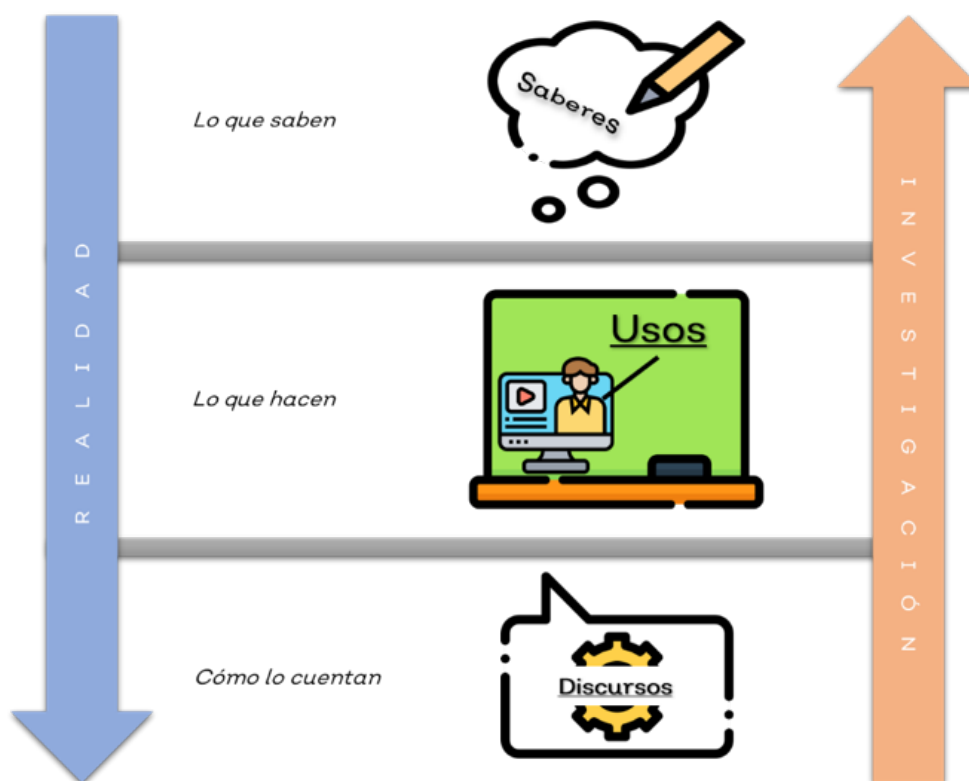 Lo que saben
Saberes
REALIDAD
INVESTIGACIÓN
Lo que hacen
Usos
Cómo lo cuentan
Discursos